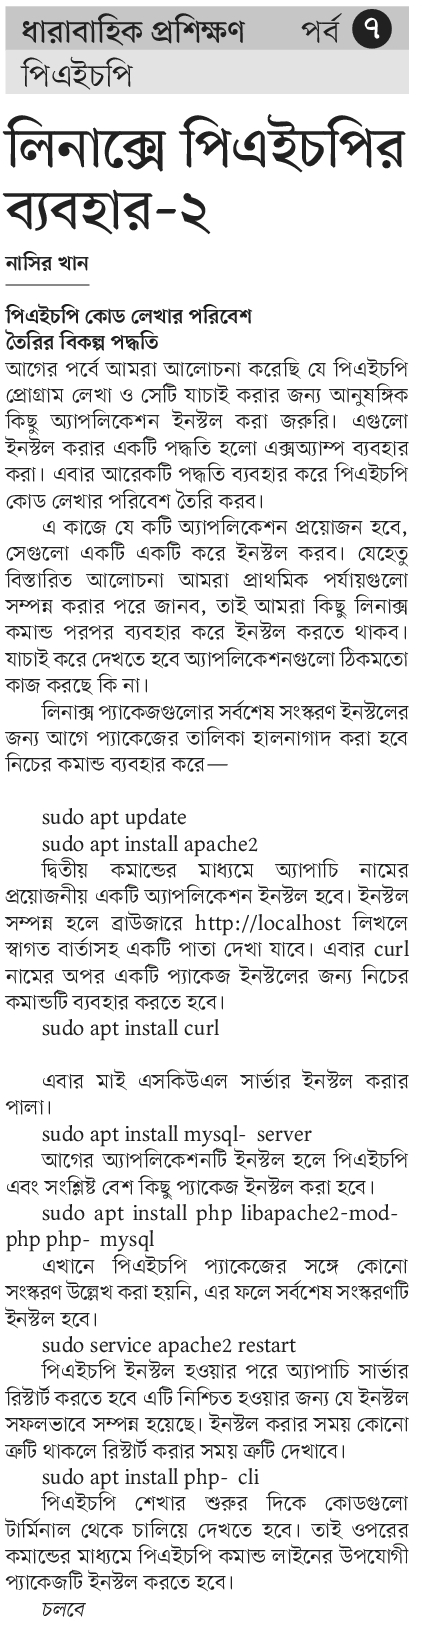 ধারাবাহিক প্রশিক্ষণ পর্ব ৭
পিএইচপি
লিনাক্সে পিএইচপির
ব্যবহার-২
নাসির খান
পিএইচপি কোড লেখার পরিবেশ
তৈরির বিকল্প পদ্ধতি
আগের পর্বে আমরা আলোচনা করেছি যে পিএইচপি
প্রোগ্রাম লেখা ও সেটি যাচাই করার জন্য আনুষঙ্গিক
কিছু অ্যাপলিকেশন ইনস্টল করা জরুরি। এগুলো
ইনস্টল করার একটি পদ্ধতি হলো এক্সঅ্যাম্প ব্যবহার
করা। এবার আরেকটি পদ্ধতি ব্যবহার করে পিএইচপি
কোড লেখার পরিবেশ তৈরি করব।
এ কাজে যে কটি অ্যাপলিকেশন প্রয়োজন হবে,
সেগুলো একটি একটি করে ইনস্টল করব। যেহেতু
বিস্তারিত আলোচনা আমরা প্রাথমিক পর্যায়গুলো
সম্পন্ন করার পরে জানব, তাই আমরা কিছু লিনাক্স
কমান্ড পরপর ব্যবহার করে ইনস্টল করতে থাকব।
যাচাই করে দেখতে হবে অ্যাপলিকেশনগুলো ঠিকমতো
কাজ করছে কি না।
লিনাক্স প্যাকেজগুলোর সর্বশেষ সংস্করণ ইনস্টলের
জন্য আগে প্যাকেজের তালিকা হালনাগাদ করা হবে
নিচের কমান্ড ব্যবহার করে—
sudo apt update
sudo apt install apache2
দ্বিতীয় কমান্ডের মাধ্যমে অ্যাপাচি নামের
প্রয়োজনীয় একটি অ্যাপলিকেশন ইনস্টল হবে। ইনস্টল
সম্পন্ন হলে ব্রাউজারে http://localhost লিখলে
স্বাগত বার্তাসহ একটি পাতা দেখা যাবে। এবার curl
নামের অপর একটি প্যাকেজ ইনস্টলের জন্য নিচের
কমান্ডটি ব্যবহার করতে হবে।
sudo apt install curl
এবার মাই এসকিউএল সার্ভার ইনস্টল করার
পালা।
sudo apt install mysql- server
আগের অ্যাপলিকেশনটি ইনস্টল হলে পিএইচপি
এবং সংশ্লিষ্ট বেশ কিছু প্যাকেজ ইনস্টল করা হবে।
sudo apt install php libapache2-mod-
php php- mysql
এখানে পিএইচপি প্যাকেজের সঙ্গে কোনো
সংস্করণ উল্লেখ করা হয়নি, এর ফলে সর্বশেষ সংস্করণটি
ইনস্টল হবে।
sudo service apache2 restart
পিএইচপি ইনস্টল হওয়ার পরে অ্যাপাচি সার্ভার
রিস্টার্ট করতে হবে এটি নিশ্চিত হওয়ার জন্য যে ইনস্টল
সফলভাবে সম্পন্ন হয়েছে। ইনস্টল করার সময় কোনো
ত্রুটি থাকলে রিস্টার্ট করার সময় ত্রুটি দেখাবে।
sudo apt install php- cli
পিএইচপি শেখার শুরুর দিকে কোডগুলো
টার্মিনাল থেকে চালিয়ে দেখতে হবে। তাই ওপরের
কমান্ডের মাধ্যমে পিএইচপি কমান্ড লাইনের উপযোগী
প্যাকেজটি ইনস্টল করতে হবে।
চলবে